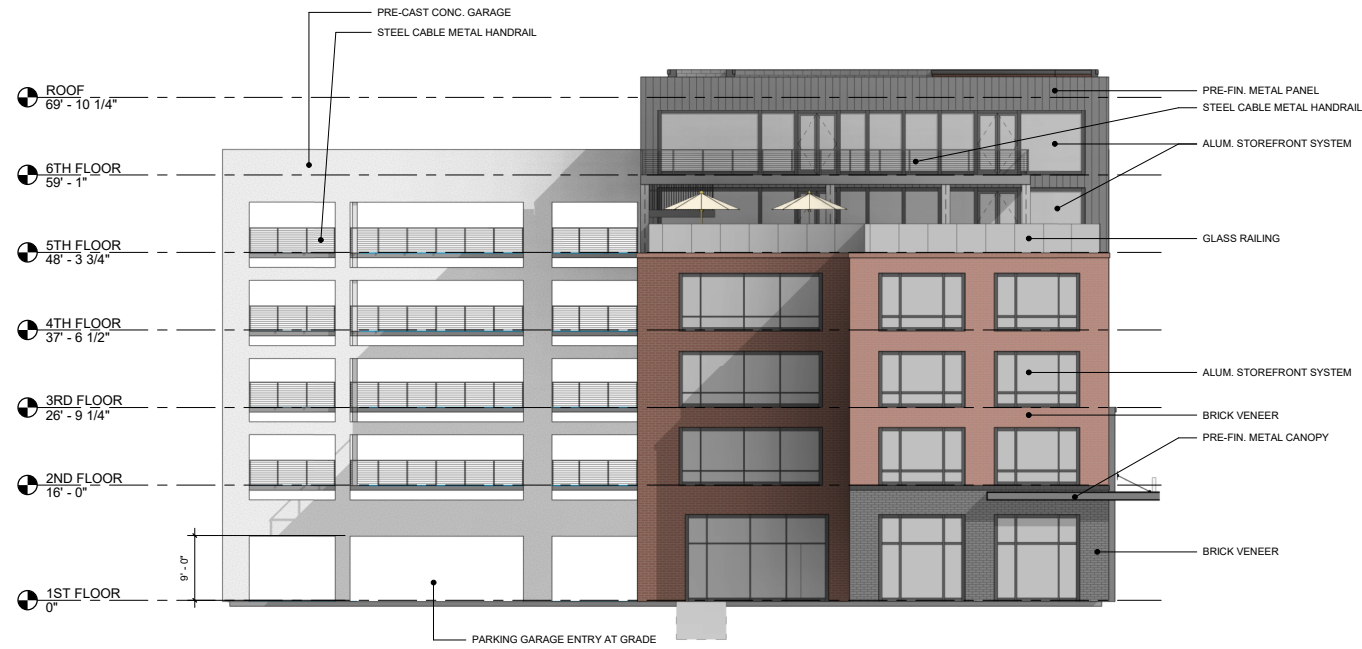 PRE-CAST CONC. GARAGE
STEEL CABLE METAL HANDRAIL
ROOF
69' - 10 1/4"
6TH FLOOR
59' - 1"
5TH FLOOR
48' - 3 3/4"
4TH FLOOR
37' - 6 1/2"
3RD FLOOR
26' - 9 1/4"
2ND FLOOR
16' - 0"
1ST FLOOR
0"
9' - 0"
PARKING GARAGE ENTRY AT GRADE
PRE-FIN. METAL PANEL
STEEL CABLE METAL HANDRAIL
ALUM. STOREFRONT SYSTEM
GLASS RAILING
ALUM. STOREFRONT SYSTEM
BRICK VENEER
PRE-FIN. METAL CANOPY
BRICK VENEER